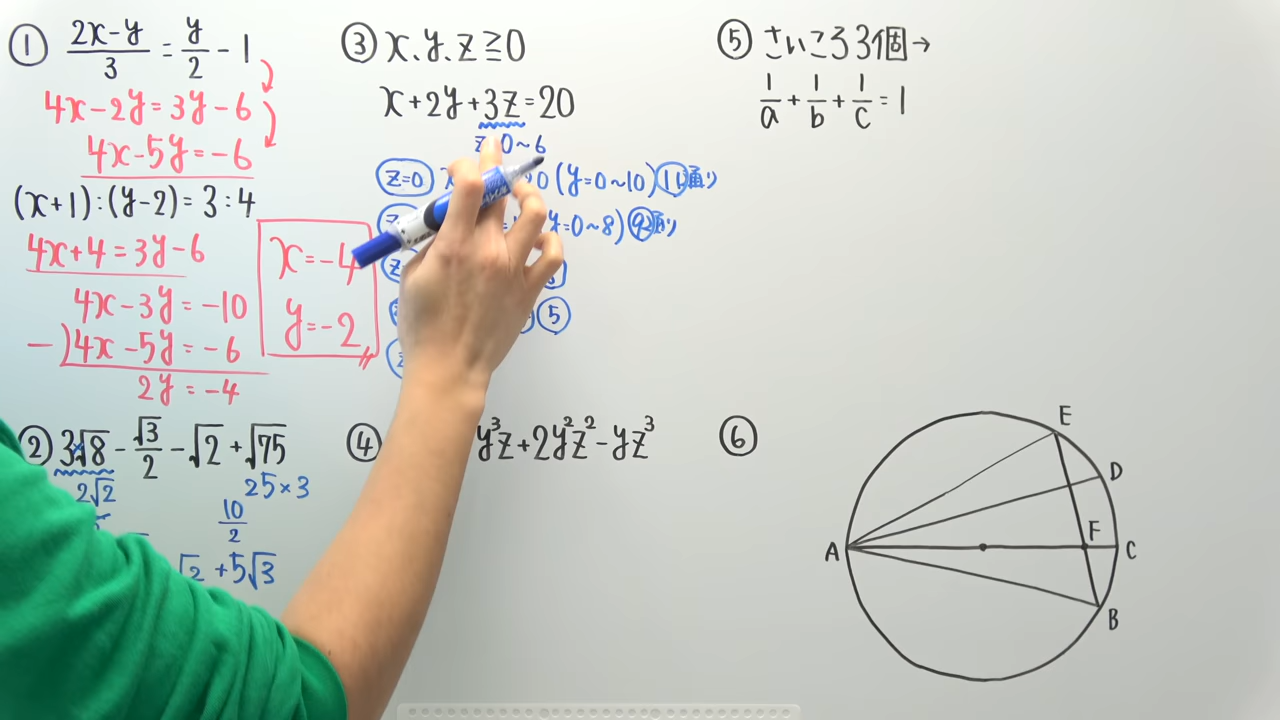 ① (2x-y)/3 = y/2 - 1
4x-2y=3y-6
4x-5y=-6
(x+1):(y-2)=3:4
4x+4=3y-6
4x-3y=-10
-)4x-5y=-6
2y=-4
x=-4
y=-2
② 3√8 - √3/2 - √2 + √75
2√2
25×3
10/2
√2 +5√3
③ x.y.z≧0
x+2y+3z=20
0~6
z=0 (y=0~10) 11通り
y=0~8) 9通り
5
④ y³z+2y²z²-yz³
⑤ さいころ3個→
1/a + 1/b + 1/c = 1
⑥
E
D
A
F
C
B